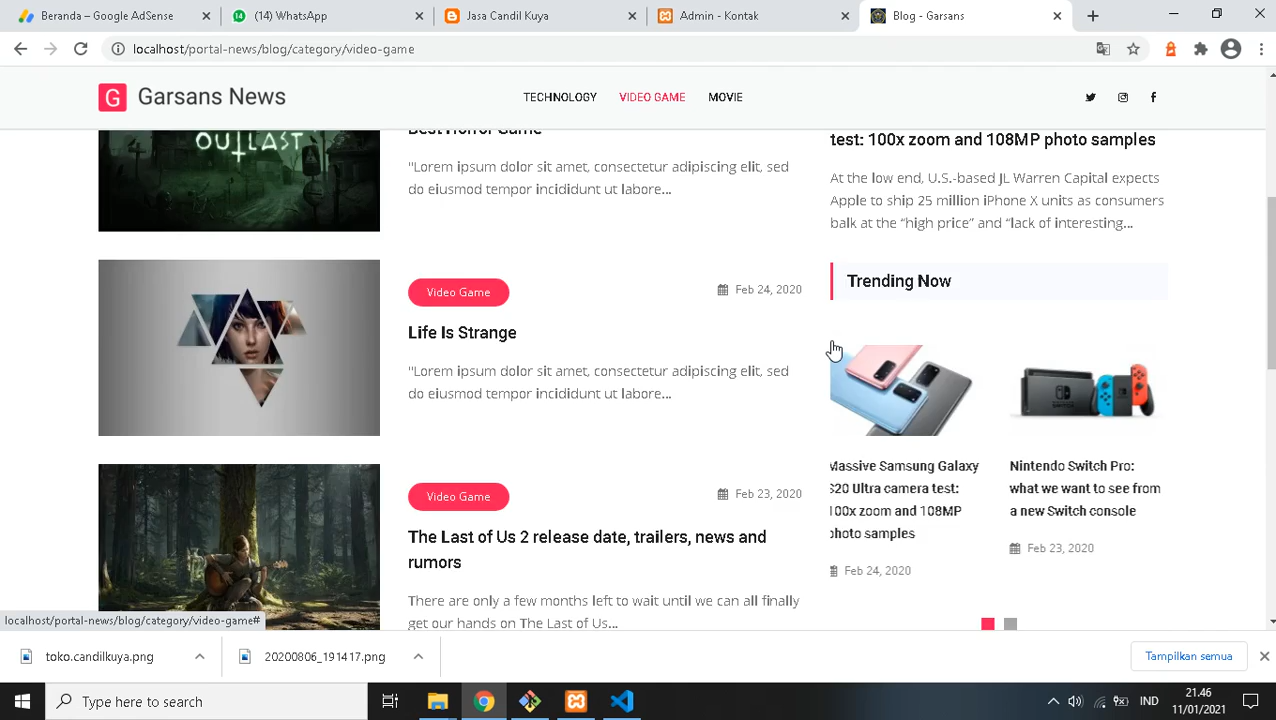 Beranda – Google AdSens
(14) WhatsApp
Jasa Candil Kuya
Admin - Kontak
Blog - Garsans
localhost/portal-news/blog/category/video-game
G Garsans News
TECHNOLOGY
VIDEO GAME
MOVIE
OUTLAST
Best Horror Game
"Lorem ipsum dolor sit amet, consectetur adipiscing elit, sed
do eiusmod tempor incididunt ut labore...
Video Game
Feb 24, 2020
Life Is Strange
"Lorem ipsum dolor sit amet, consectetur adipiscing elit, sed
do eiusmod tempor incididunt ut labore...
Video Game
Feb 23, 2020
The Last of Us 2 release date, trailers, news and
rumors
There are only a few months left to wait until we can all finally
get our hands on The Last of Us...
test: 100x zoom and 108MP photo samples
At the low end, U.S.-based JL Warren Capital expects
Apple to ship 25 million iPhone X units as consumers
balk at the “high price” and “lack of interesting...
Trending Now
Massive Samsung Galaxy
S20 Ultra camera test:
100x zoom and 108MP
photo samples
Feb 24, 2020
SWITCH
Nintendo Switch Pro:
what we want to see from
a new Switch console
Feb 23, 2020
localhost/portal-news/blog/category/video-game#
toko.candilkuya.png
20200806_191417.png
Tampilkan semua
Type here to search
IND
21.46
11/01/2021